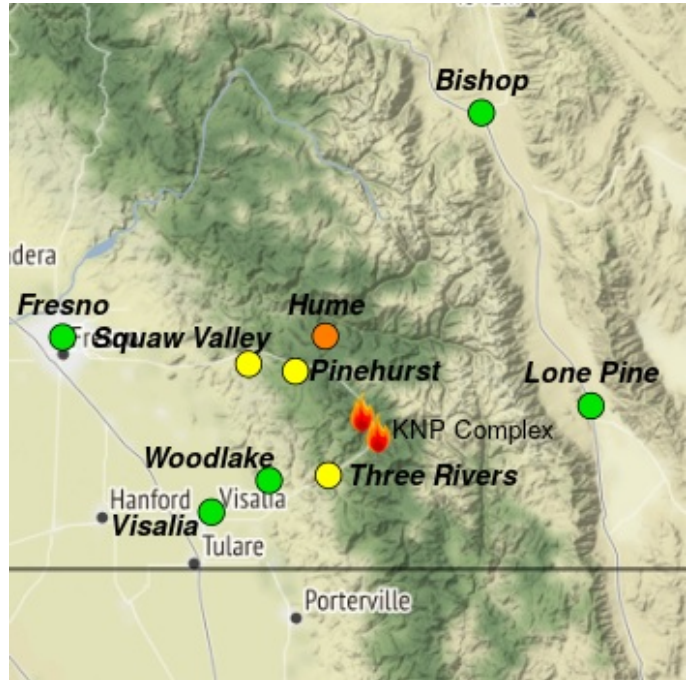 Bishop
dera
Fresno
Hume
Squaw Valley
Pinehurst
Lone Pine
KNP Complex
Woodlake
Three Rivers
Hanford
Visalia
Visalia
Tulare
Porterville